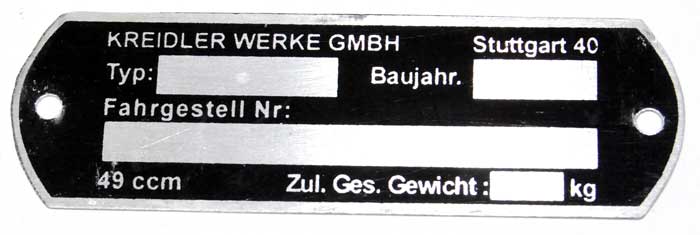 KREIDLER WERKE GMBH Stuttgart 40
Typ: Baujahr.
Fahrgestell Nr:
49 ccm Zul. Ges. Gewicht : kg